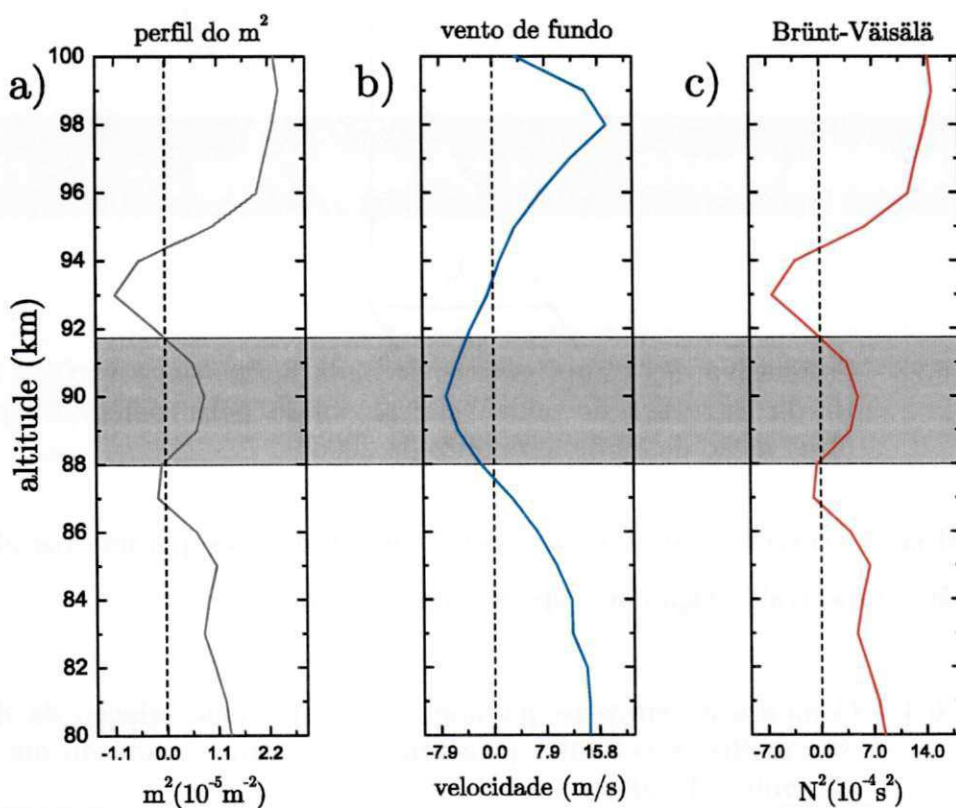 perfil do m²
vento de fundo
Brünt-Väisälä
a)
b)
c)
altitude (km)
100
98
96
94
92
90
88
86
84
82
80
-1.1 0.0 1.1 2.2
-7.9 0.0 7.9 15.8
-7.0 0.0 7.0 14.0
m²(10⁻⁵m⁻²)
velocidade (m/s)
N²(10⁻⁴s²)